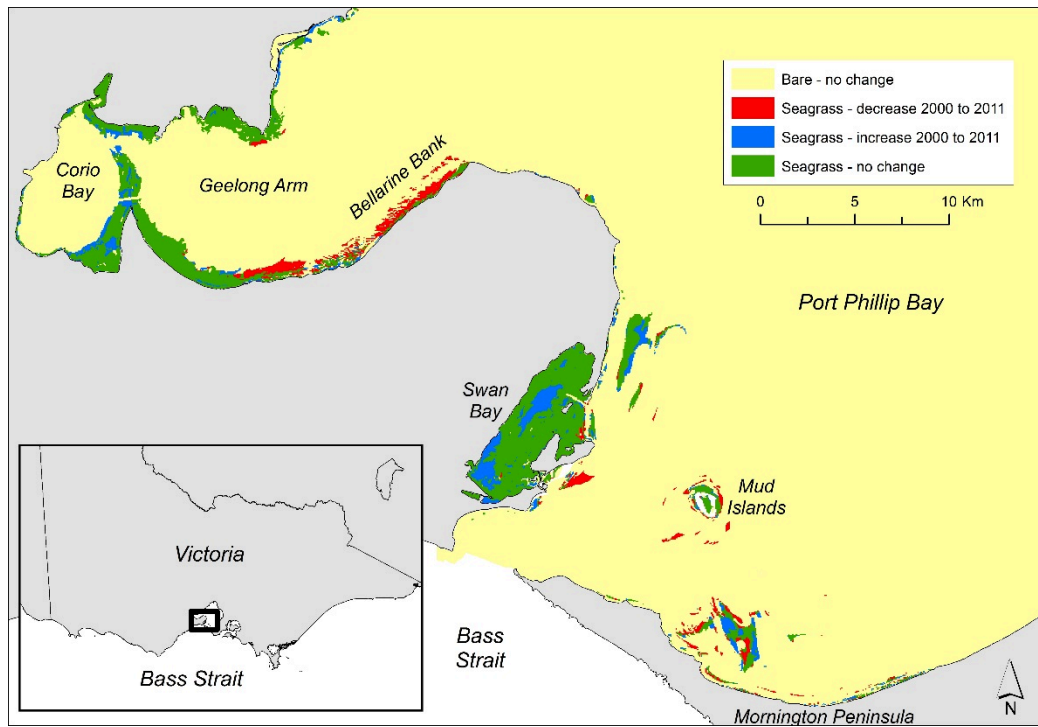 Bare - no change
Seagrass - decrease 2000 to 2011
Seagrass - increase 2000 to 2011
Seagrass - no change
0 5 10 Km
Corio
Bay
Geelong Arm
Bellarine Bank
Port Phillip Bay
Swan
Bay
Mud
Islands
Victoria
Bass Strait
Bass
Strait
Mornington Peninsula
N